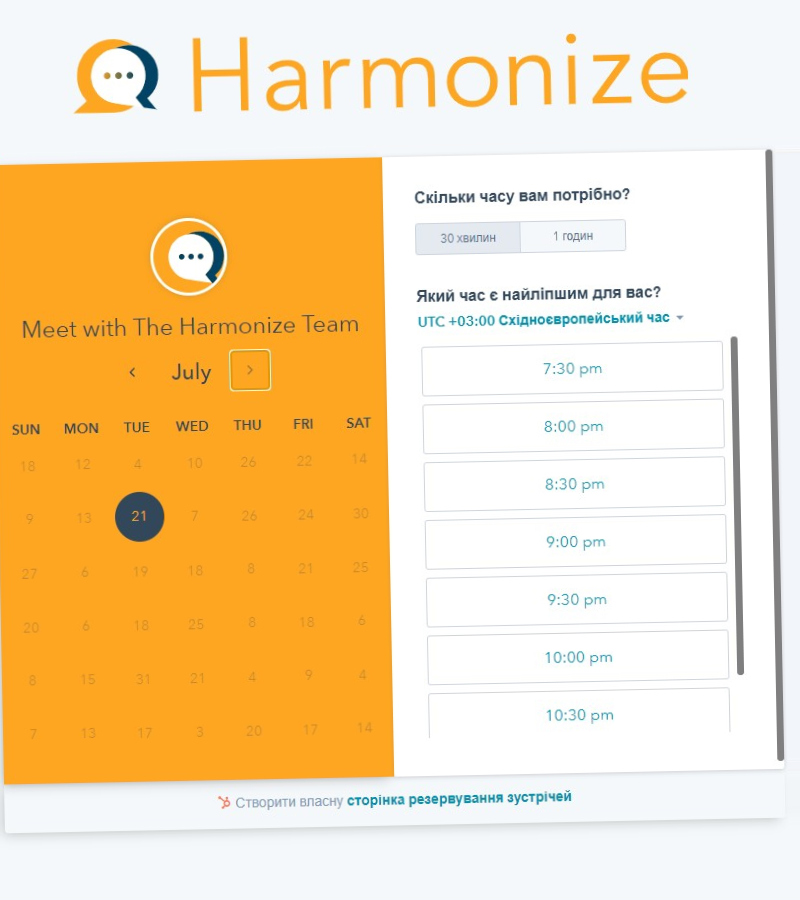 Harmonize
Meet with The Harmonize Team
July
SUN MON TUE WED THU FRI SAT
18 12 4 10 26 22 14
9 13 21 7 26 24 30
27 6 19 18 8 21 25
20 6 18 25 8 18 6
8 15 31 21 4 9 4
7 13 17 3 20 17 14
Скільки часу вам потрібно?
30 хвилин 1 годин
Який час є найліпшим для вас?
UTC +03:00 Східноєвропейський час
7:30 pm
8:00 pm
8:30 pm
9:00 pm
9:30 pm
10:00 pm
10:30 pm
Створити власну сторінка резервування зустрічей